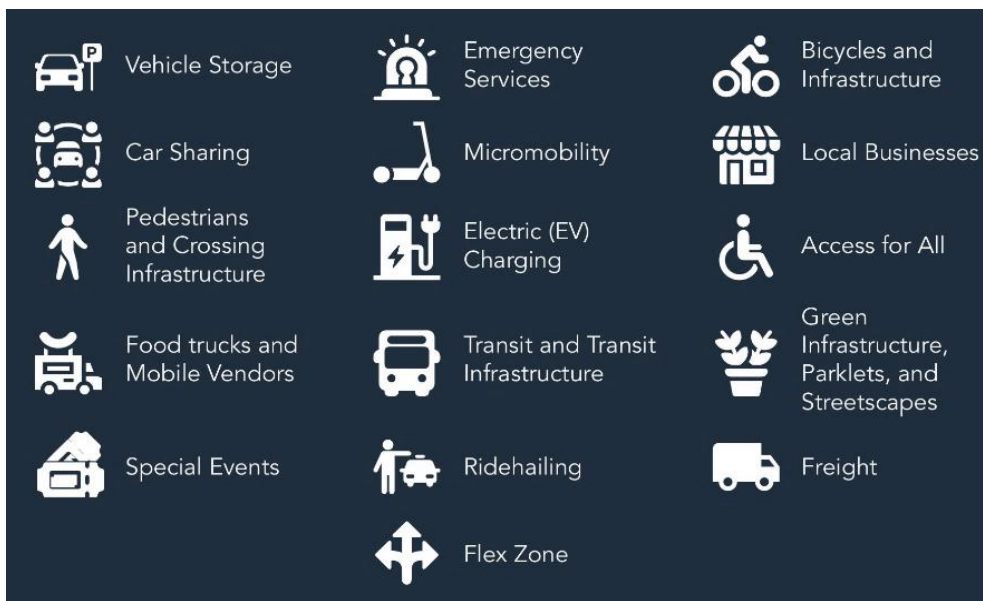 P
Vehicle Storage
Emergency
Services
Bicycles and
Infrastructure
Car Sharing
Micromobility
Local Businesses
Pedestrians
and Crossing
Infrastructure
Electric (EV)
Charging
Access for All
Food trucks and
Mobile Vendors
Transit and Transit
Infrastructure
Green
Infrastructure,
Parklets, and
Streetscapes
Special Events
Ridehailing
Freight
Flex Zone